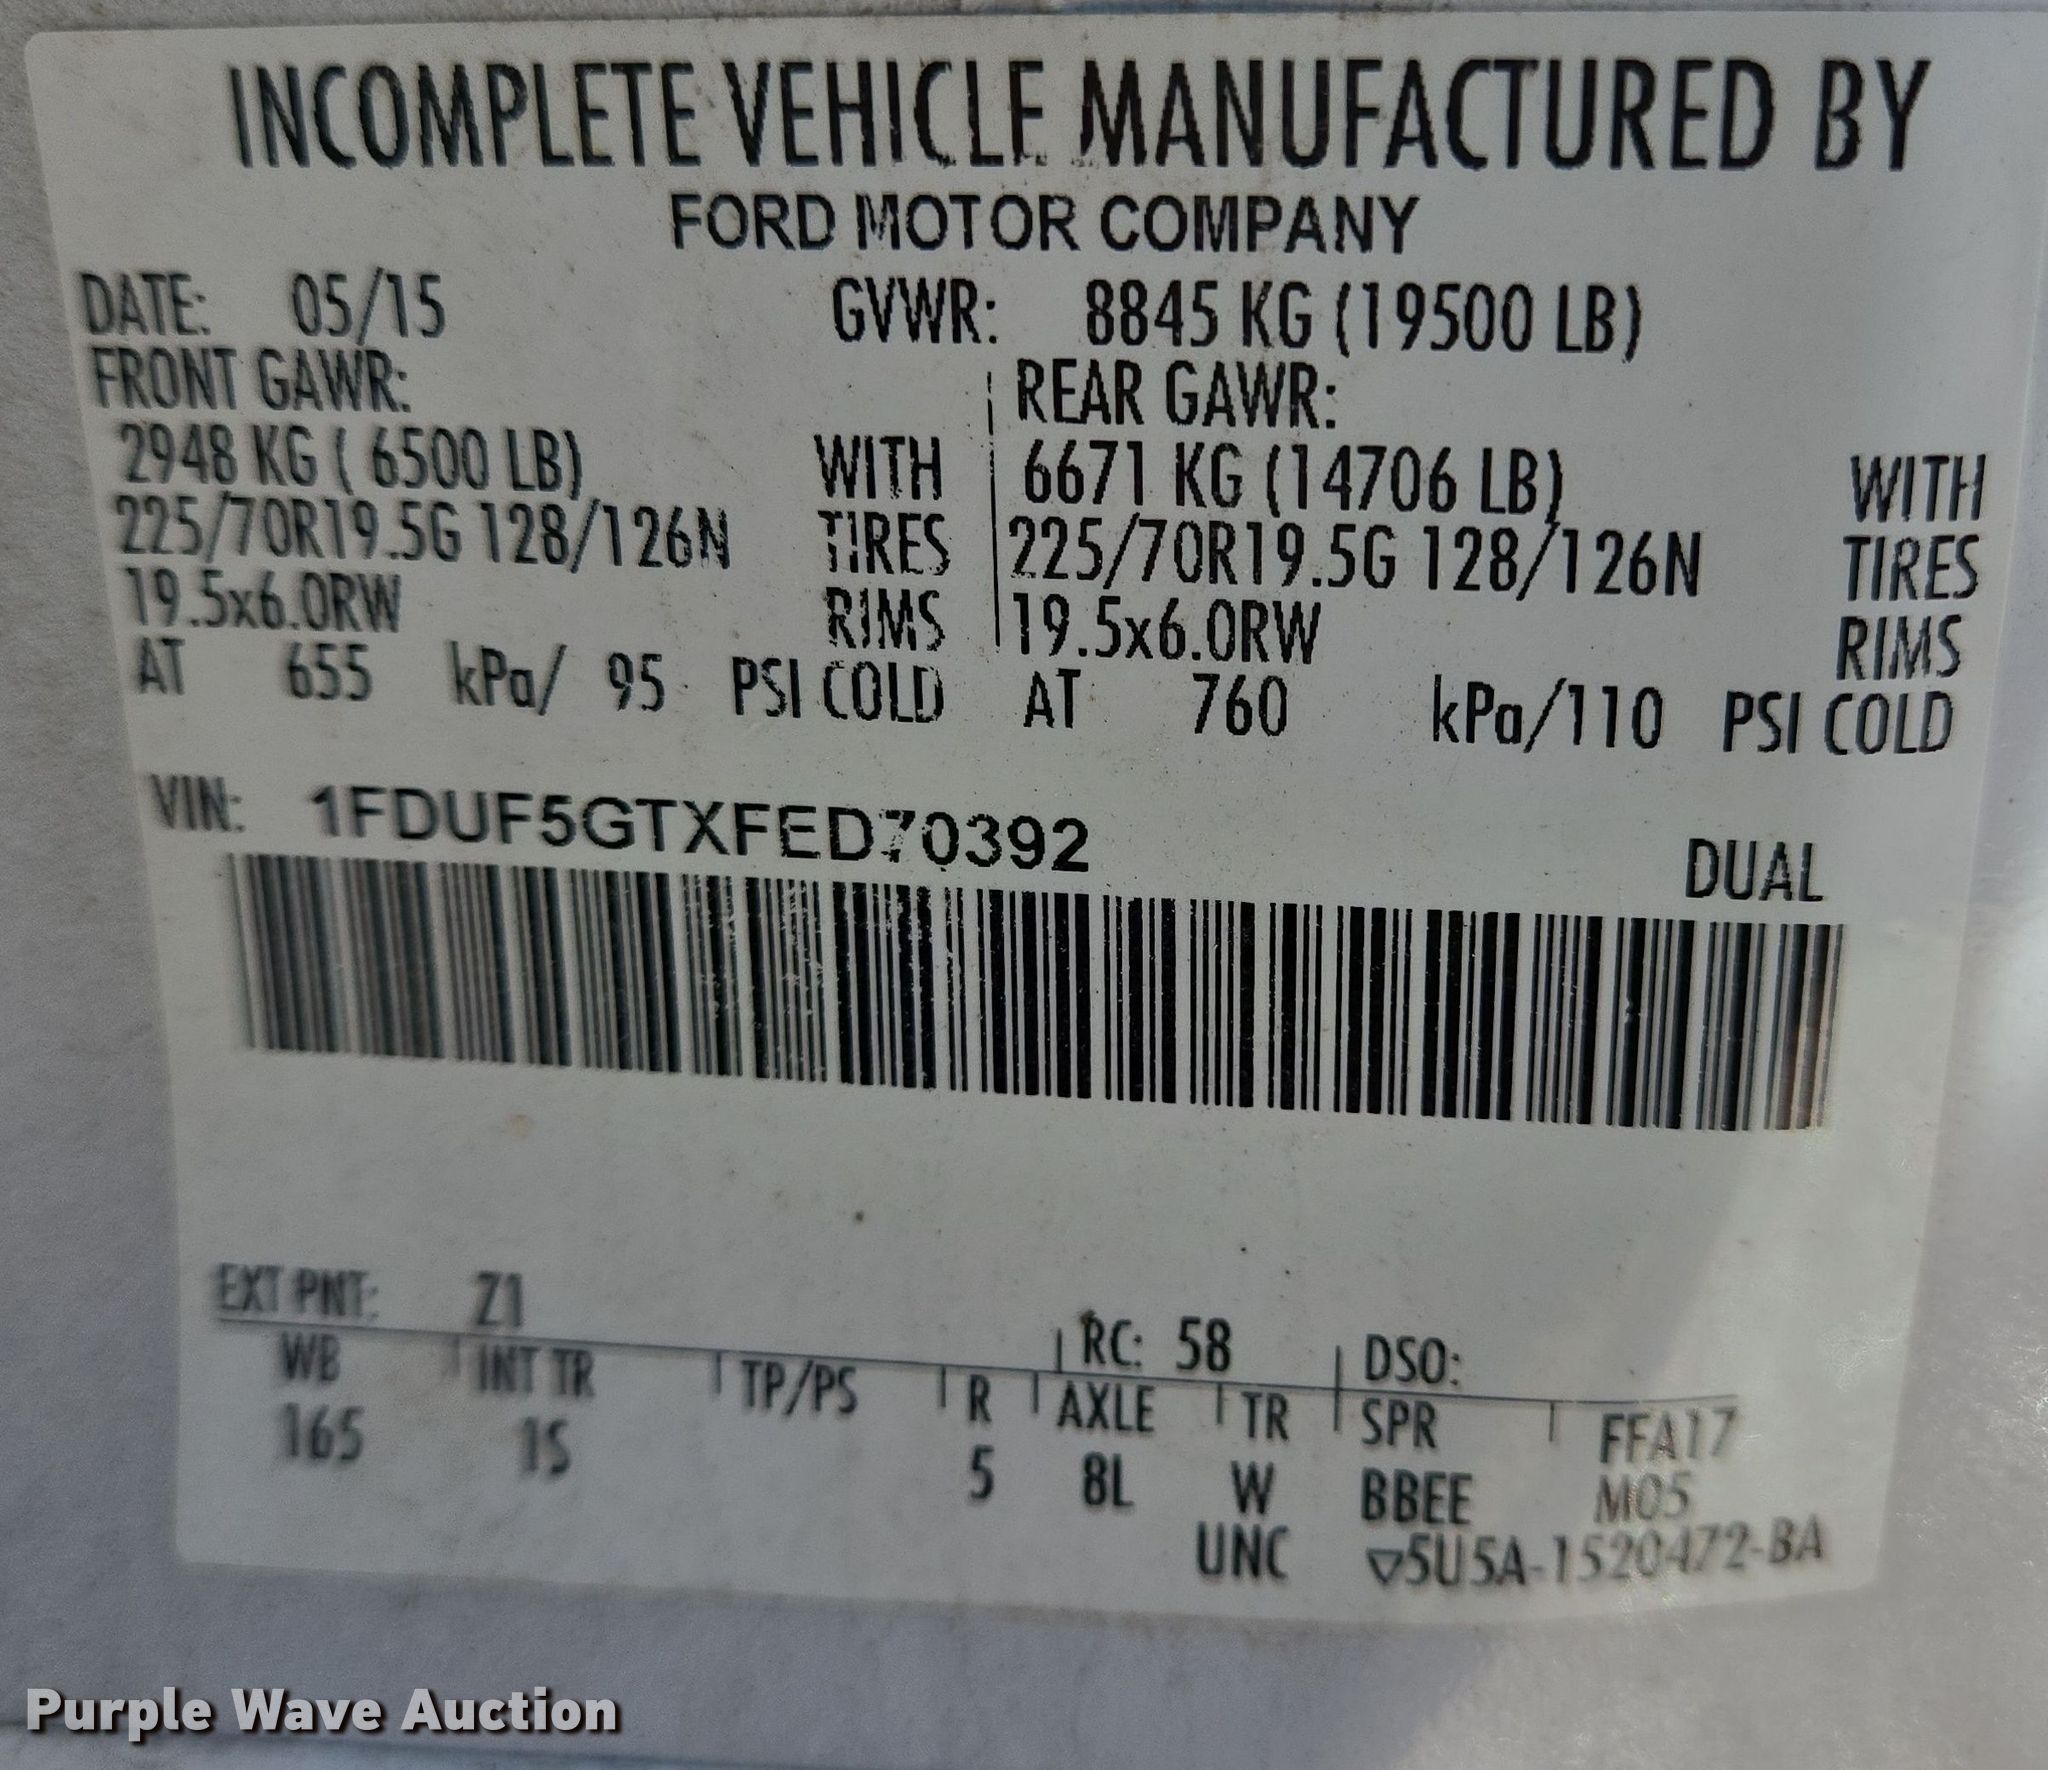 INCOMPLETE VEHICLE MANUFACTURED BY
FORD MOTOR COMPANY
DATE: 05/15 GVWR: 8845 KG (19500 LB)
FRONT GAWR: REAR GAWR:
2948 KG ( 6500 LB) WITH 6671 KG (14706 LB) WITH
225/70R19.5G 128/126N TIRES 225/70R19.5G 128/126N TIRES
19.5x6.0RW RIMS 19.5x6.0RW RIMS
AT 655 kPa/ 95 PSI COLD AT 760 kPa/110 PSI COLD
VIN: 1FDUF5GTXFED70392 DUAL
EXT PNT: Z1 RC: 58 DSO:
WB INT TR TP/PS R AXLE TR SPR FFA17
165 1S 5 8L W BBEE M05
UNC ▽5U5A-1520472-BA
Purple Wave Auction